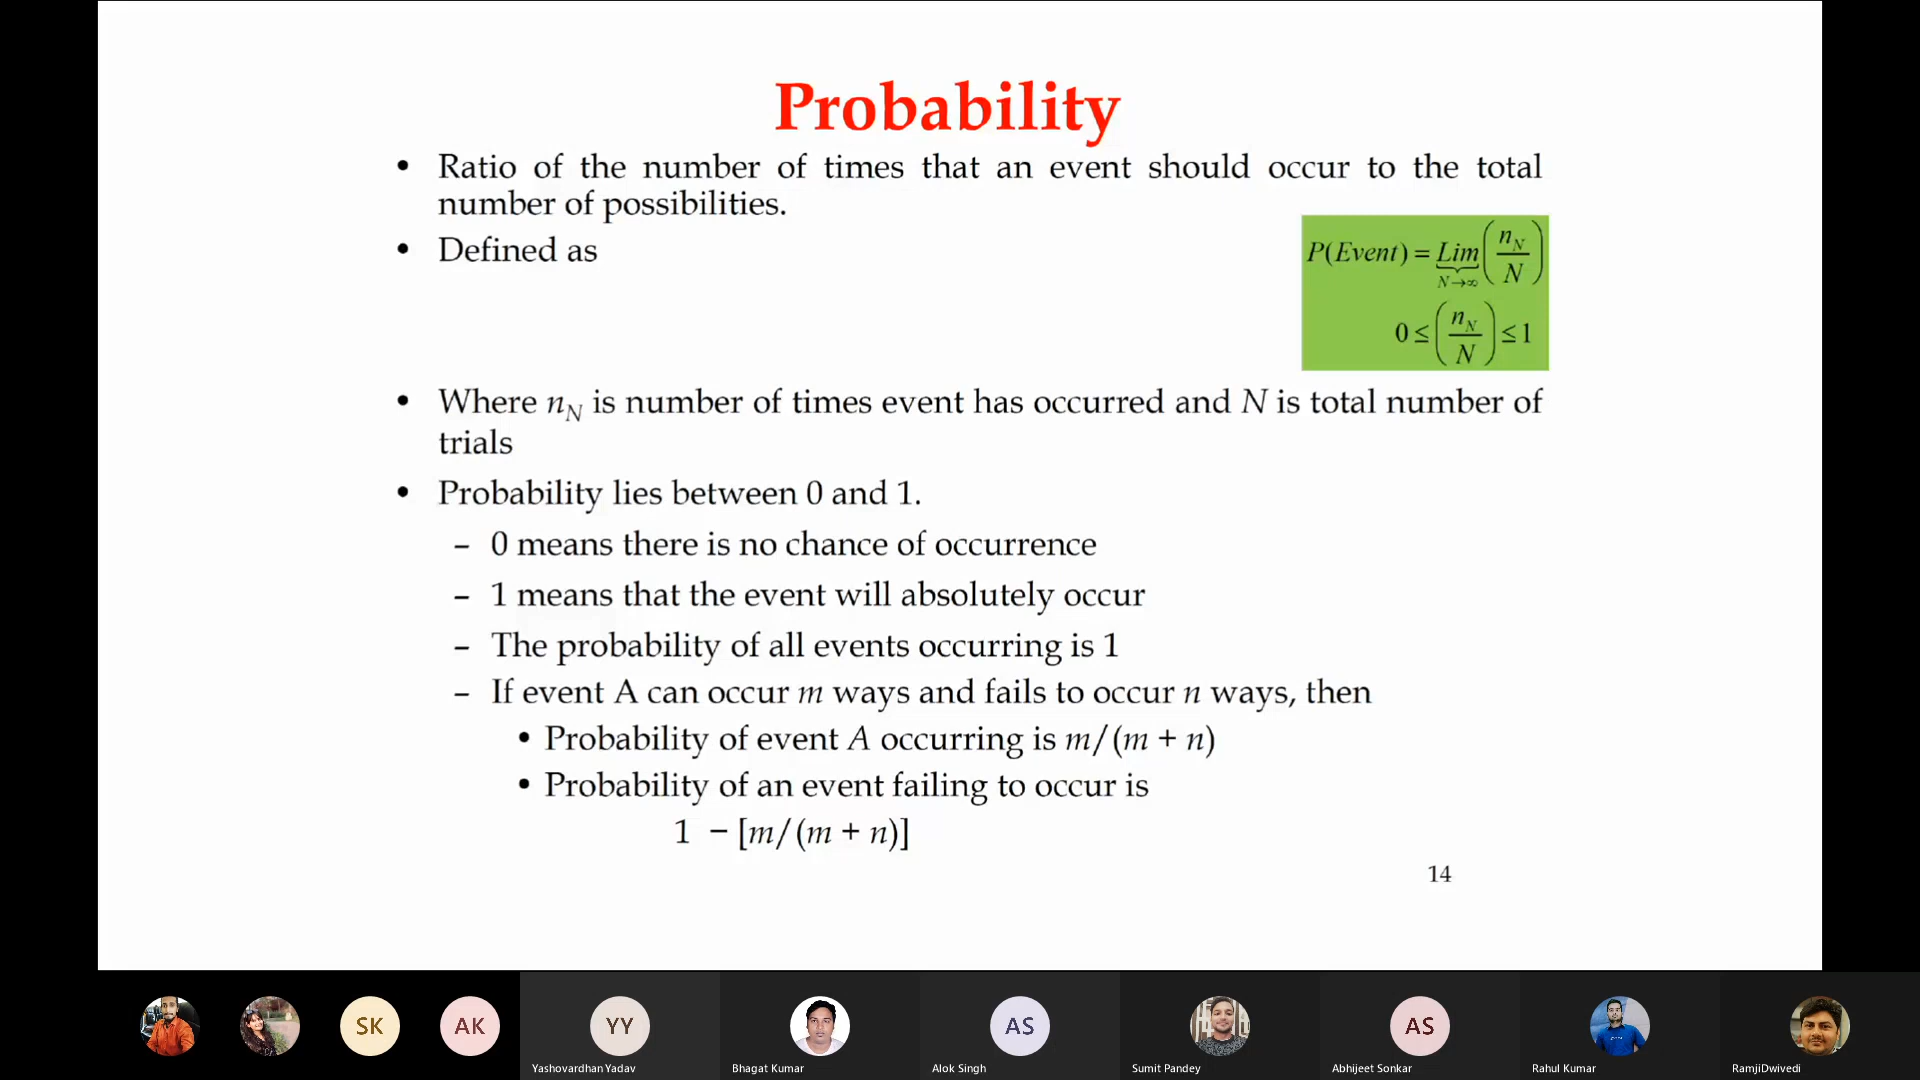 Probability
• Ratio of the number of times that an event should occur to the total
number of possibilities.
• Defined as
P(Event) = Lim N→∞ (n_N / N)
0 ≤ (n_N / N) ≤ 1
• Where n_N is number of times event has occurred and N is total number of
trials
• Probability lies between 0 and 1.
– 0 means there is no chance of occurrence
– 1 means that the event will absolutely occur
– The probability of all events occurring is 1
– If event A can occur m ways and fails to occur n ways, then
• Probability of event A occurring is m/(m + n)
• Probability of an event failing to occur is
1 − [m/(m + n)]
14
SK AK YY AS AS
Yashovardhan Yadav Bhagat Kumar Alok Singh Sumit Pandey Abhijeet Sonkar Rahul Kumar RamjiDwivedi